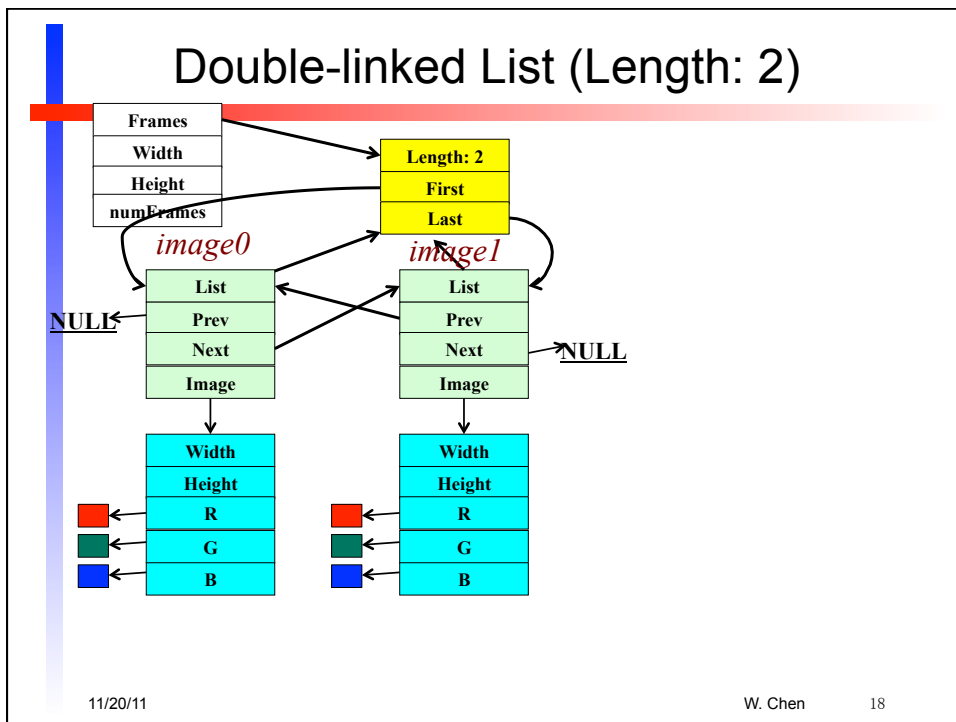 Double-linked List (Length: 2)
Frames
Width
Height
numFrames
Length: 2
First
Last
image0
image1
List
Prev
Next
Image
NULL
List
Prev
Next
Image
NULL
Width
Height
R
G
B
Width
Height
R
G
B
11/20/11
W. Chen
18